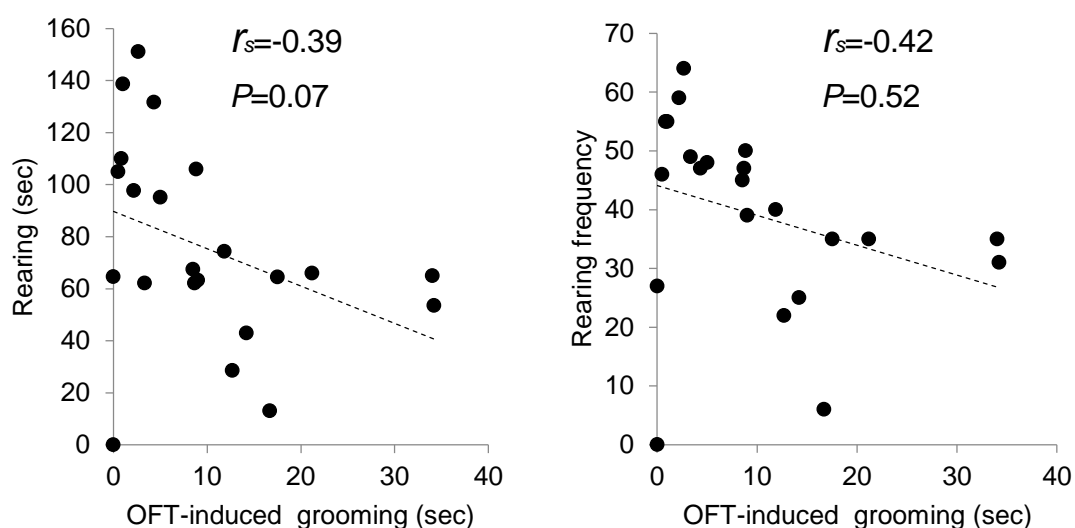 rs=-0.39
P=0.07
Rearing (sec)
160
140
120
100
80
60
40
20
0
0 10 20 30 40
OFT-induced grooming (sec)
rs=-0.42
P=0.52
Rearing frequency
70
60
50
40
30
20
10
0
0 10 20 30 40
OFT-induced grooming (sec)